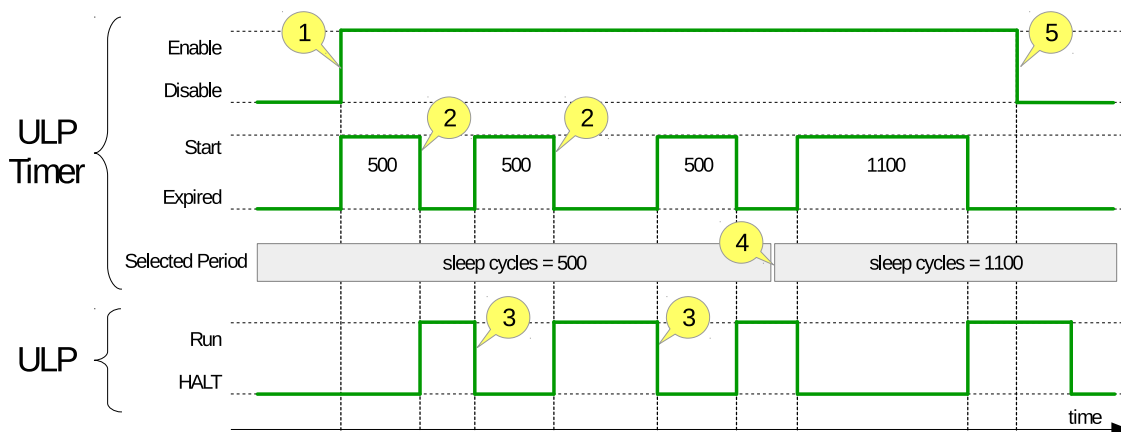 ULP
Timer
Enable
Disable
1
5
Start
Expired
2
2
500
500
500
1100
Selected Period
sleep cycles = 500
4
sleep cycles = 1100
ULP
Run
HALT
3
3
time